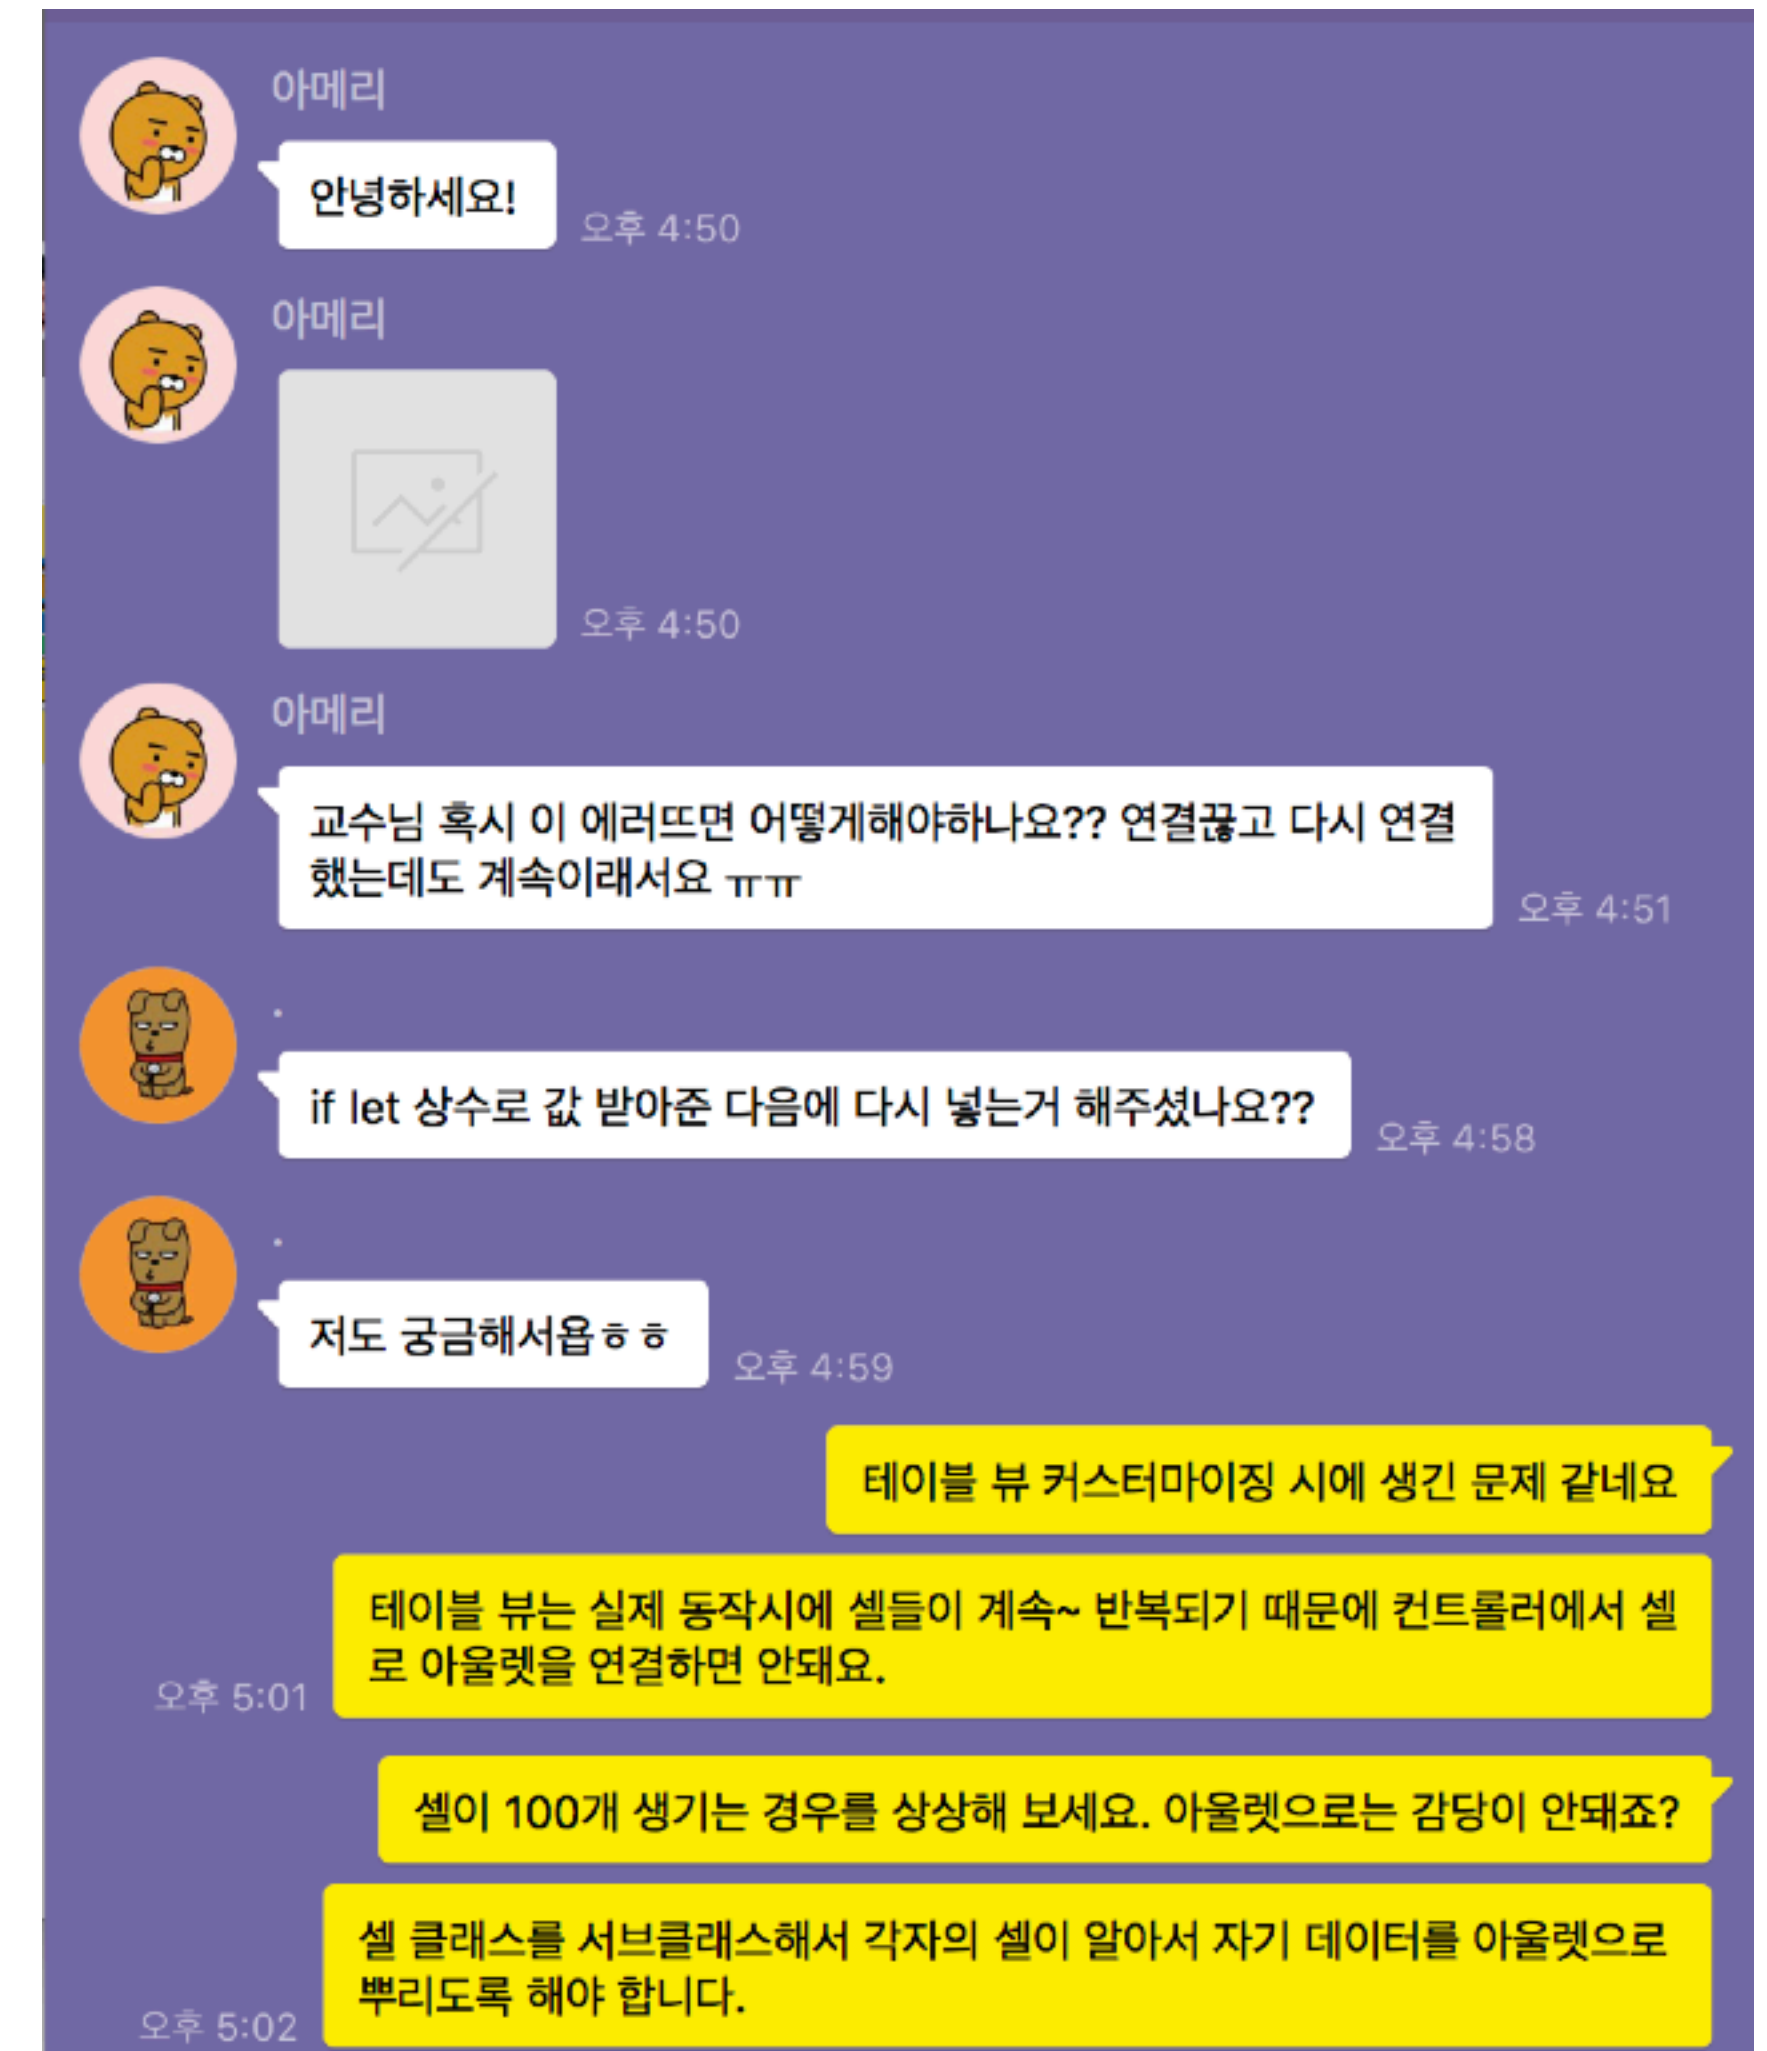 아메리
안녕하세요!
오후 4:50
아메리
오후 4:50
아메리
교수님 혹시 이 에러뜨면 어떻게해야하나요?? 연결끊고 다시 연결
했는데도 계속이래서요 ㅠㅠ
오후 4:51
.
if let 상수로 값 받아준 다음에 다시 넣는거 해주셨나요??
오후 4:58
.
저도 궁금해서욥ㅎㅎ
오후 4:59
테이블 뷰 커스터마이징 시에 생긴 문제 같네요
테이블 뷰는 실제 동작시에 셀들이 계속~ 반복되기 때문에 컨트롤러에서 셀
로 아울렛을 연결하면 안돼요.
오후 5:01
셀이 100개 생기는 경우를 상상해 보세요. 아울렛으로는 감당이 안돼죠?
셀 클래스를 서브클래스해서 각자의 셀이 알아서 자기 데이터를 아울렛으로
뿌리도록 해야 합니다.
오후 5:02